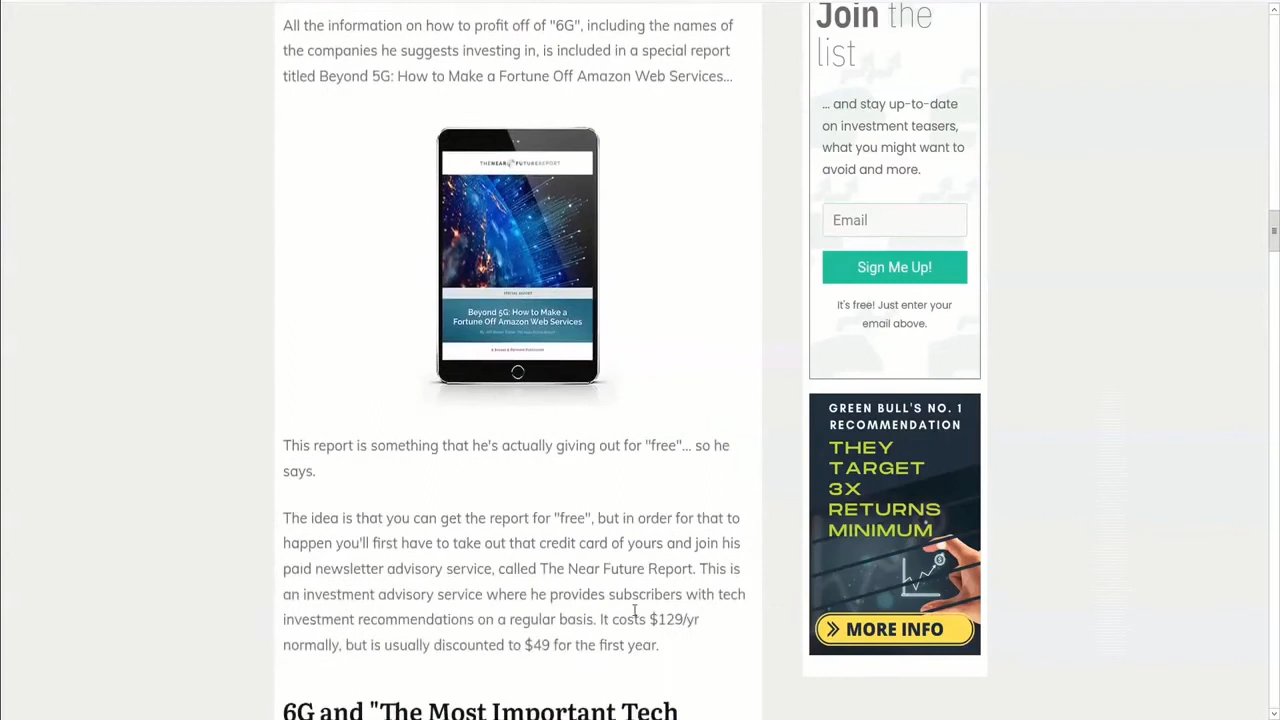 All the information on how to profit off of "6G", including the names of
the companies he suggests investing in, is included in a special report
titled Beyond 5G: How to Make a Fortune Off Amazon Web Services...
THE NEAR FUTURE REPORT
SPECIAL REPORT
Beyond 5G: How to Make a
Fortune Off Amazon Web Services
This report is something that he's actually giving out for "free"... so he
says.
The idea is that you can get the report for "free", but in order for that to
happen you'll first have to take out that credit card of yours and join his
paid newsletter advisory service, called The Near Future Report. This is
an investment advisory service where he provides subscribers with tech
investment recommendations on a regular basis. It costs $129/yr
normally, but is usually discounted to $49 for the first year.
6G and "The Most Important Tech
Join the
list
... and stay up-to-date
on investment teasers,
what you might want to
avoid and more.
Email
Sign Me Up!
It's free! Just enter your
email above.
GREEN BULL'S NO. 1
RECOMMENDATION
THEY
TARGET
3X
RETURNS
MINIMUM
MORE INFO